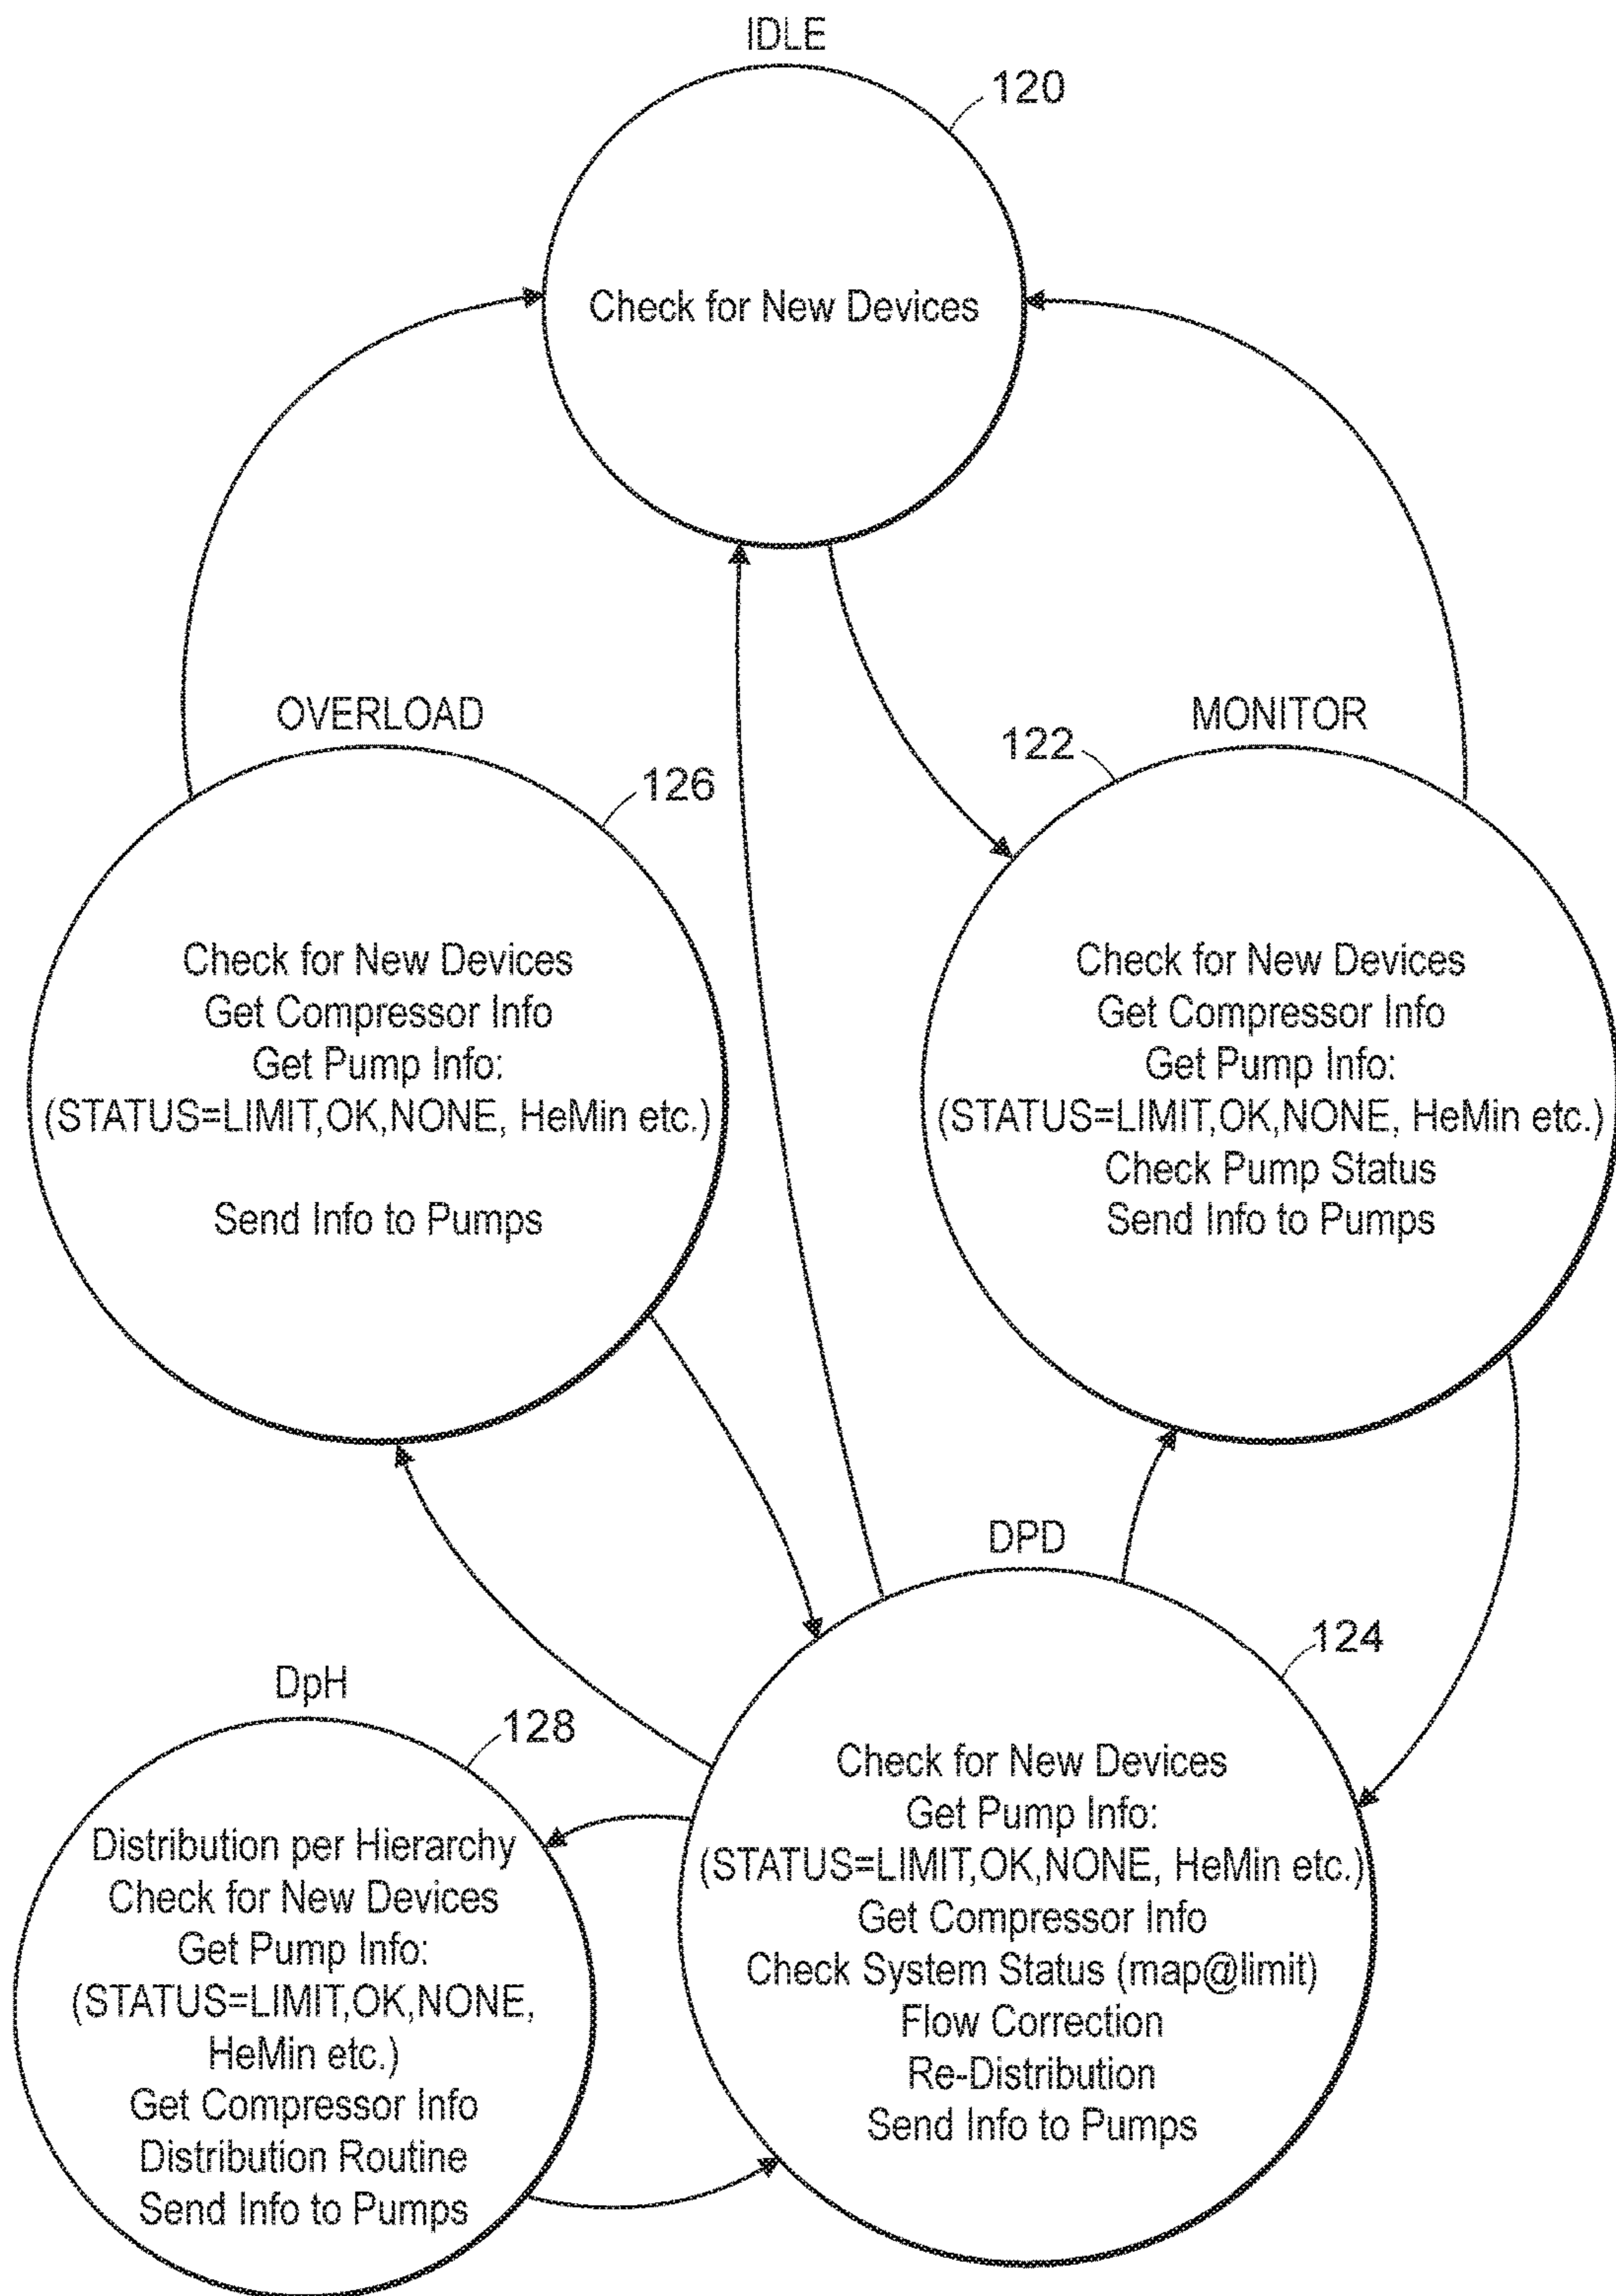 IDLE
120
Check for New Devices
OVERLOAD
126
Check for New Devices
Get Compressor Info
Get Pump Info:
(STATUS=LIMIT,OK,NONE, HeMin etc.)
Send Info to Pumps
MONITOR
122
Check for New Devices
Get Compressor Info
Get Pump Info:
(STATUS=LIMIT,OK,NONE, HeMin etc.)
Check Pump Status
Send Info to Pumps
DPD
124
Check for New Devices
Get Pump Info:
(STATUS=LIMIT,OK,NONE, HeMin etc.)
Get Compressor Info
Check System Status (map@limit)
Flow Correction
Re-Distribution
Send Info to Pumps
DpH
128
Distribution per Hierarchy
Check for New Devices
Get Pump Info:
(STATUS=LIMIT,OK,NONE,
HeMin etc.)
Get Compressor Info
Distribution Routine
Send Info to Pumps